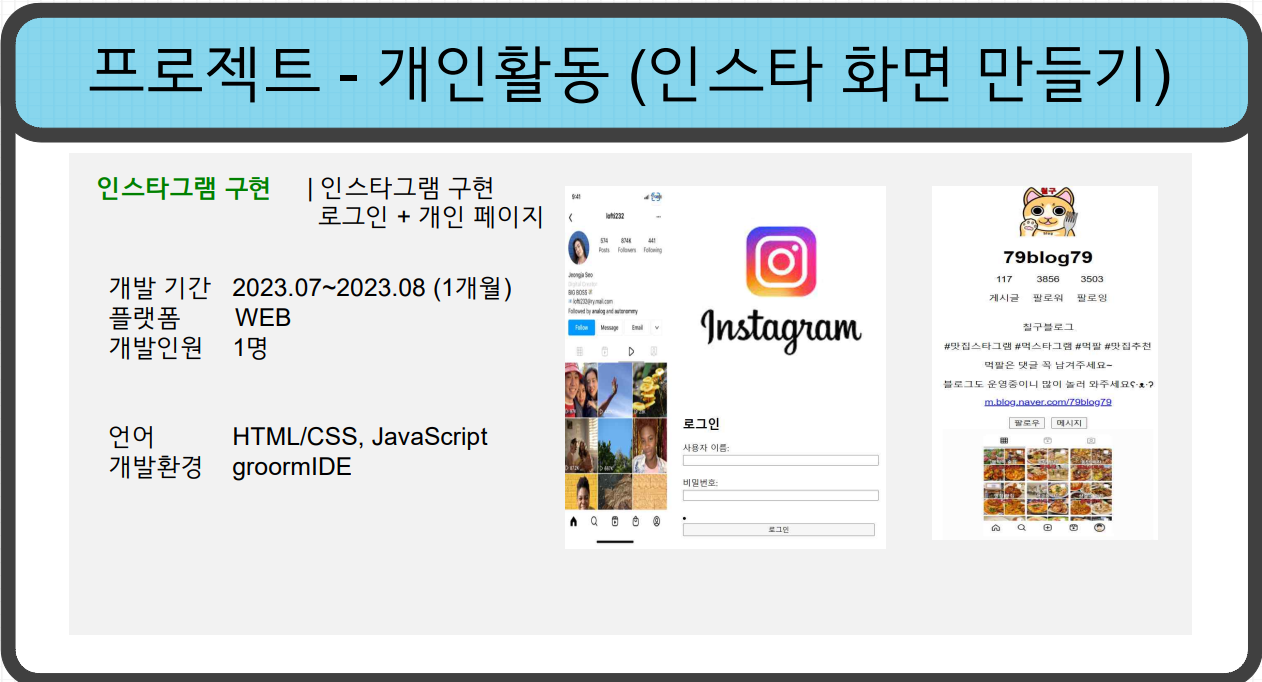 프로젝트 - 개인활동 (인스타 화면 만들기)
인스타그램 구현 | 인스타그램 구현
로그인 + 개인 페이지
개발 기간 2023.07~2023.08 (1개월)
플랫폼 WEB
개발인원 1명
언어 HTML/CSS, JavaScript
개발환경 groormIDE
9:41
lofti232
574 874K 441
Posts Followers Following
Jeongja Seo
Digital Creator
BIG BOSS
lofti232@ry.mail.com
Followed by analog and autonommy
Follow Message Email
Instagram
로그인
사용자 이름:
비밀번호:
로그인
칠구
79blog79
117 3856 3503
게시글 팔로워 팔로잉
칠구블로그
#맛집스타그램 #먹스타그램 #먹팔 #맛집추천
먹팔은 댓글 꼭 남겨주세요~
블로그도 운영중이니 많이 놀러 와주세요ʕ·ᴥ·ʔ
m.blog.naver.com/79blog79
팔로우 메시지